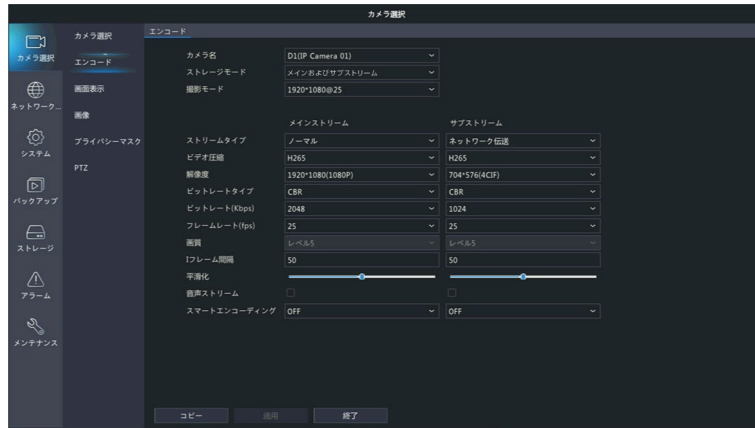 カメラ選択
カメラ選択
ネットワーク...
システム
バックアップ
ストレージ
アラーム
メンテナンス
カメラ選択
エンコード
画面表示
画像
プライバシーマスク
PTZ
エンコード
カメラ名 D1(IP Camera 01)
ストレージモード メインおよびサブストリーム
撮影モード 1920*1080@25
メインストリーム サブストリーム
ストリームタイプ ノーマル ネットワーク伝送
ビデオ圧縮 H265 H265
解像度 1920*1080(1080P) 704*576(4CIF)
ビットレートタイプ CBR CBR
ビットレート(Kbps) 2048 1024
フレームレート(fps) 25 25
画質 レベル5 レベル5
Iフレーム間隔 50 50
平滑化
音声ストリーム
スマートエンコーディング OFF OFF
コピー 適用 終了